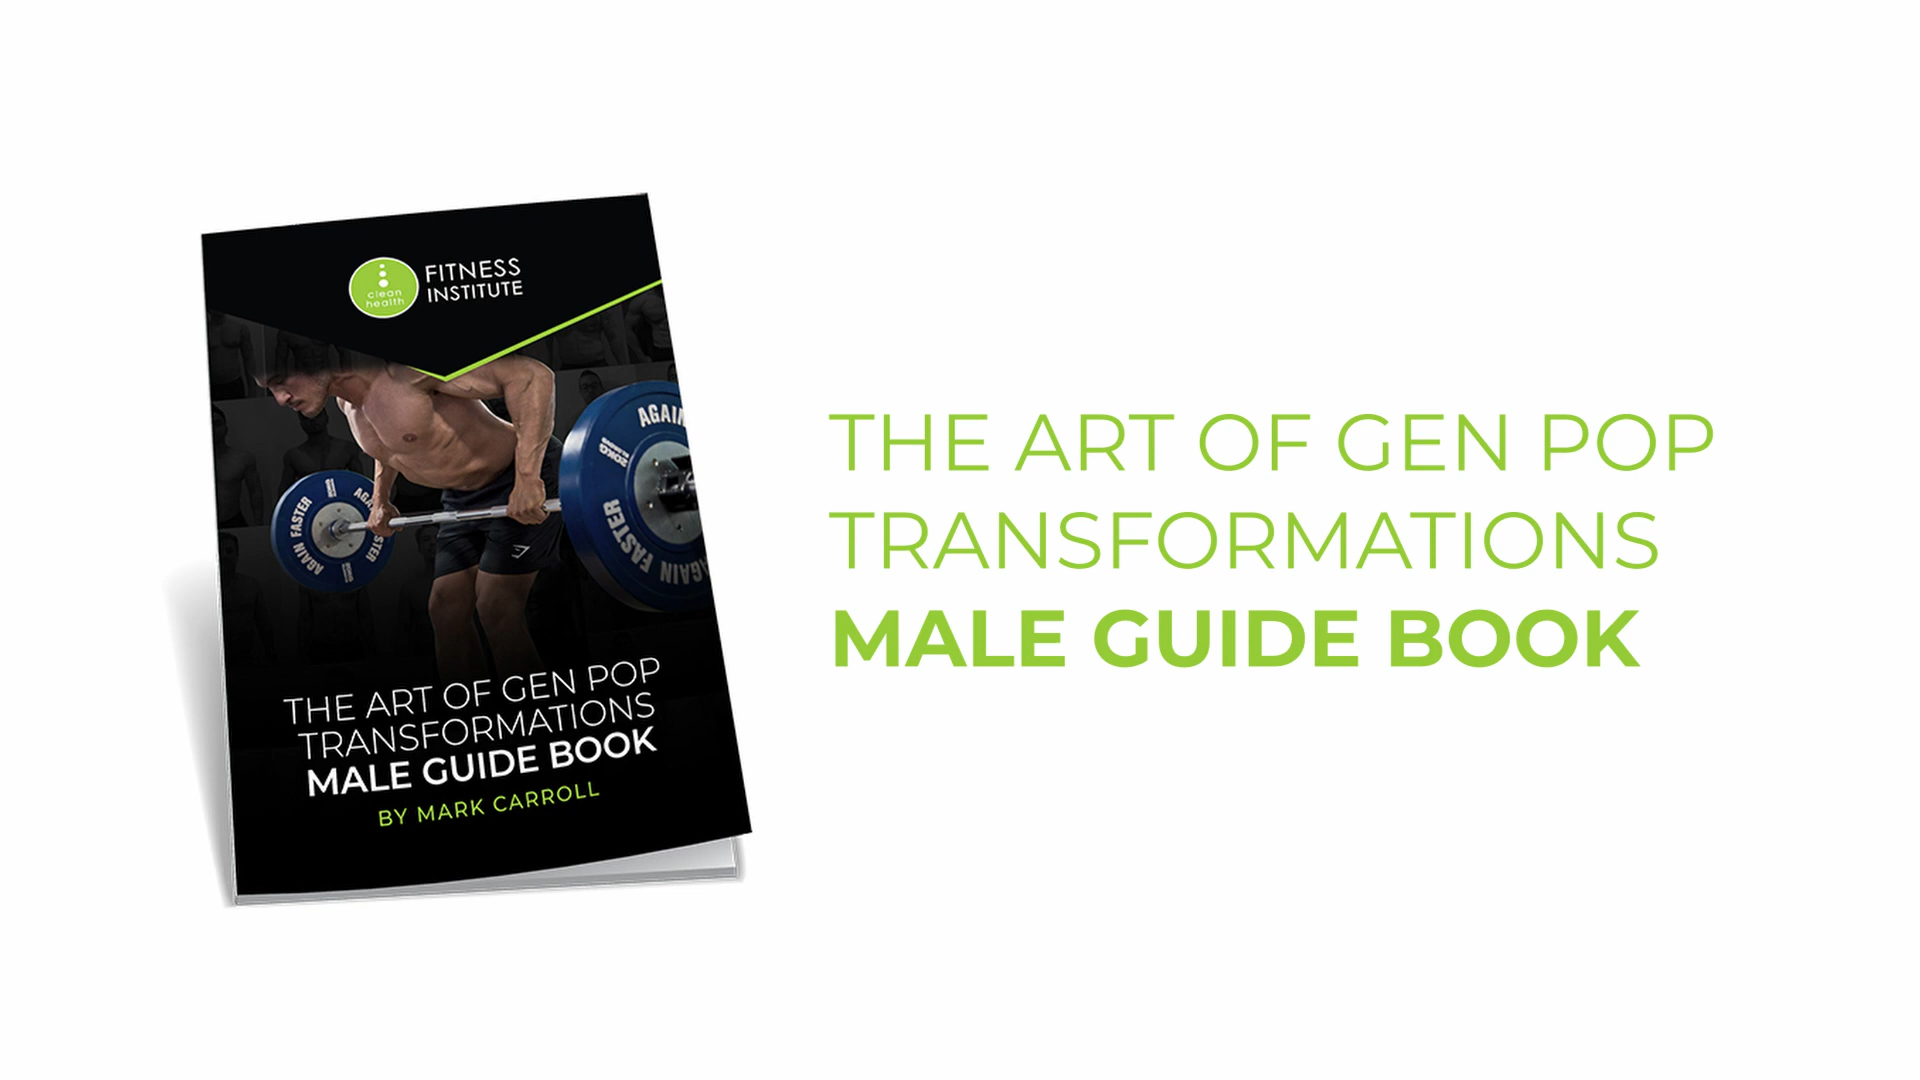 clean
health
FITNESS
INSTITUTE
AGAIN
20KG
AGAIN FASTER
AGAIN
FASTER
FASTER
AGAIN
THE ART OF GEN POP
TRANSFORMATIONS
MALE GUIDE BOOK
BY MARK CARROLL
THE ART OF GEN POP
TRANSFORMATIONS
MALE GUIDE BOOK